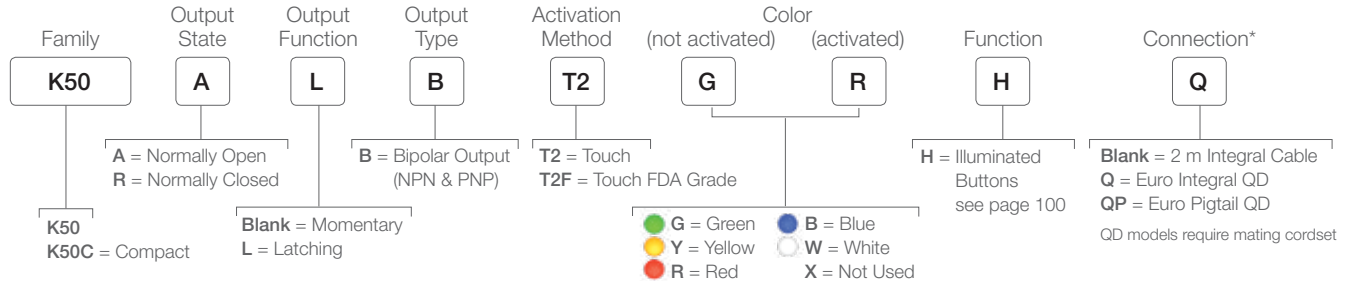 Family
Output
State
Output
Function
Output
Type
Activation
Method
Color
(not activated)
(activated)
Function
Connection*
K50
A
L
B
T2
G
R
H
Q
A = Normally Open
R = Normally Closed
B = Bipolar Output
(NPN & PNP)
T2 = Touch
T2F = Touch FDA Grade
H = Illuminated
Buttons
see page 100
Blank = 2 m Integral Cable
Q = Euro Integral QD
QP = Euro Pigtail QD
QD models require mating cordset
K50
K50C = Compact
Blank = Momentary
L = Latching
G = Green
Y = Yellow
R = Red
B = Blue
W = White
X = Not Used